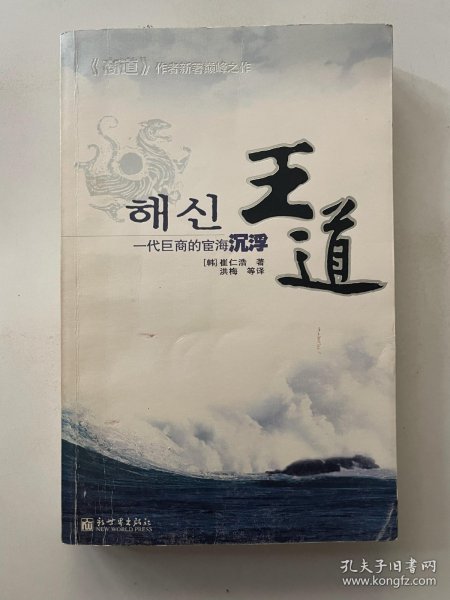 《商道》作者新著巅峰之作
해신
王道
一代巨商的宦海沉浮
[韩]崔仁浩 著
洪梅 等译
新世界出版社
NEW WORLD PRESS
孔夫子旧书网
www.kongfz.com